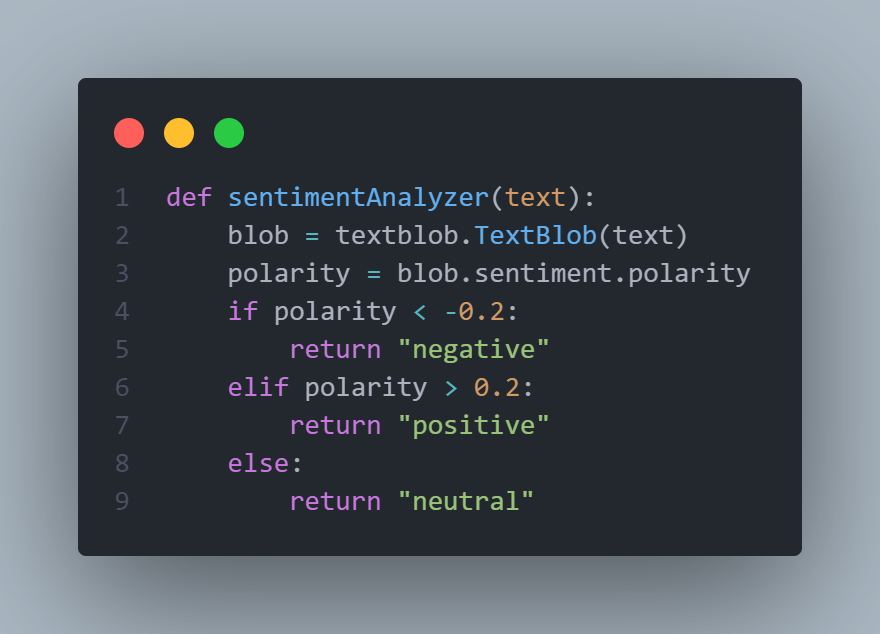 1 def sentimentAnalyzer(text):
2     blob = textblob.TextBlob(text)
3     polarity = blob.sentiment.polarity
4     if polarity < -0.2:
5         return "negative"
6     elif polarity > 0.2:
7         return "positive"
8     else:
9         return "neutral"